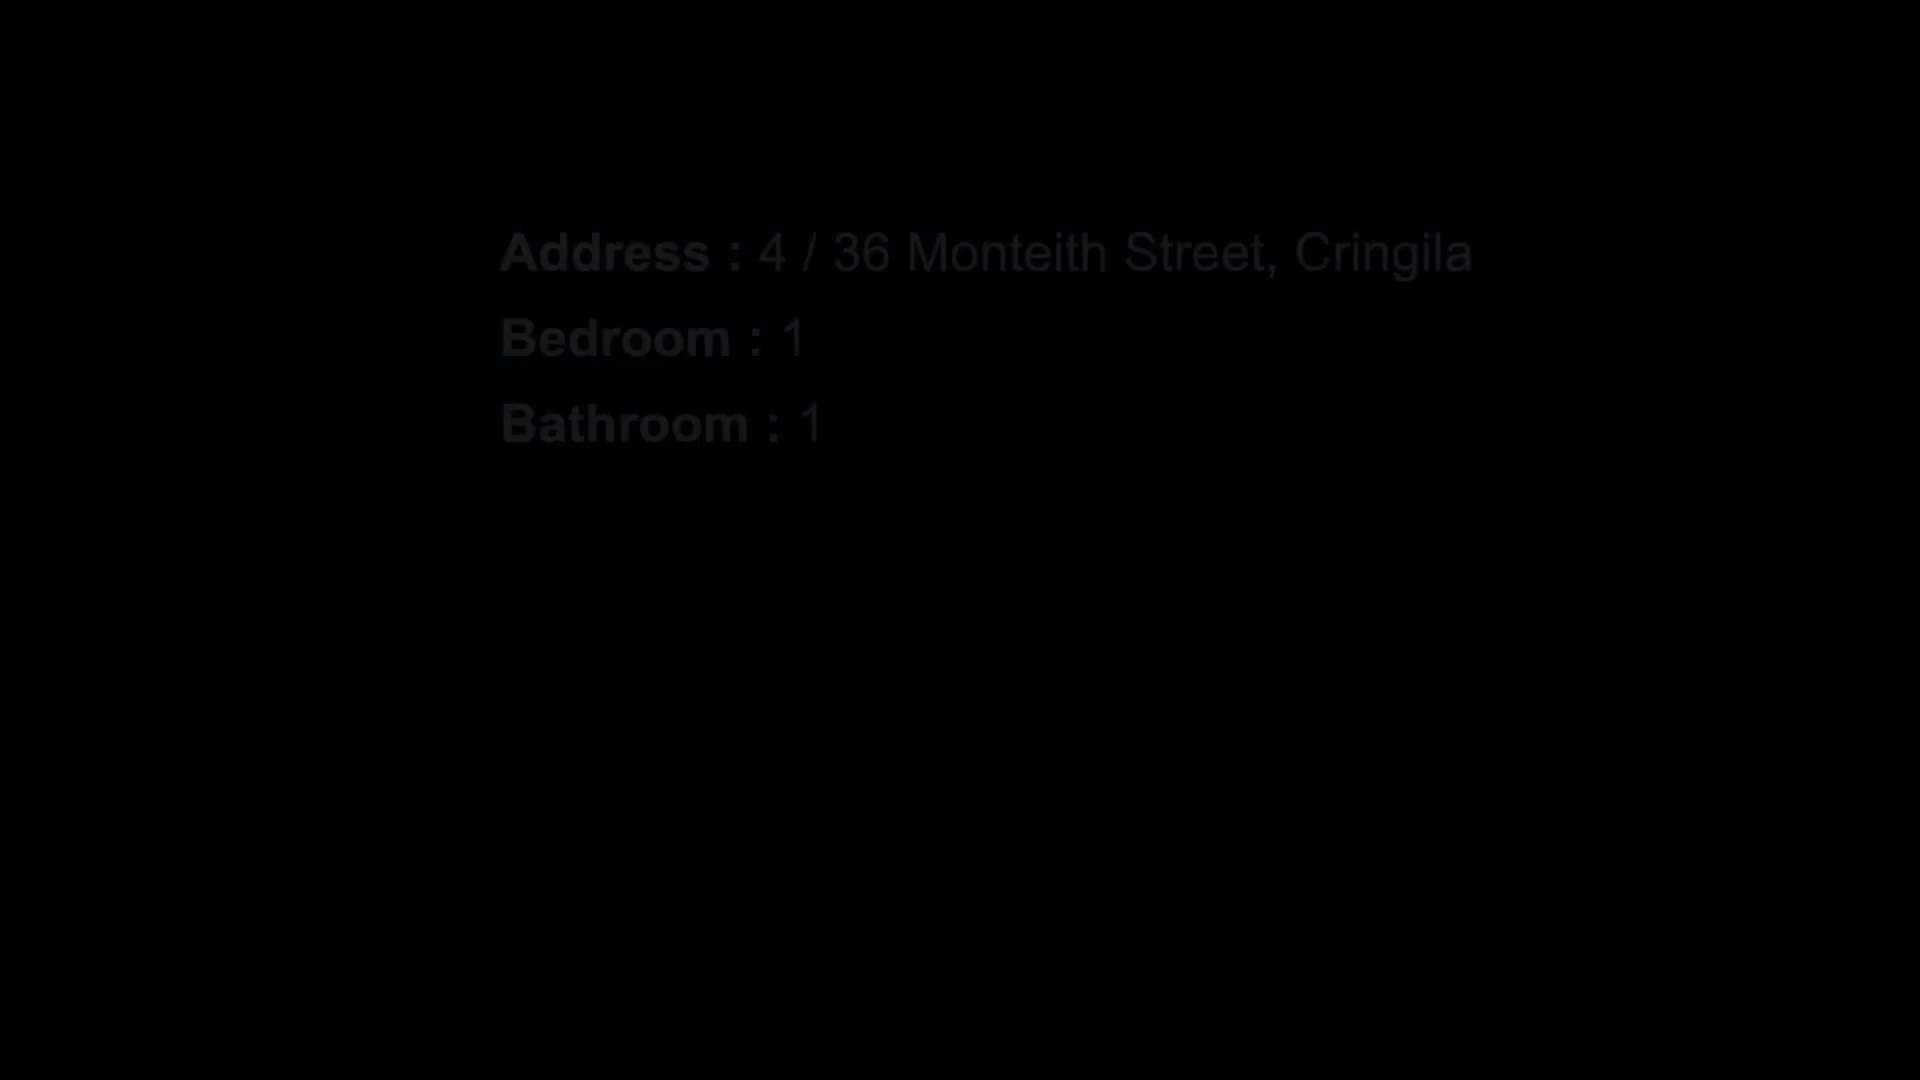 Address : 4 / 36 Monteith Street, Cringila
Bedroom : 1
Bathroom : 1